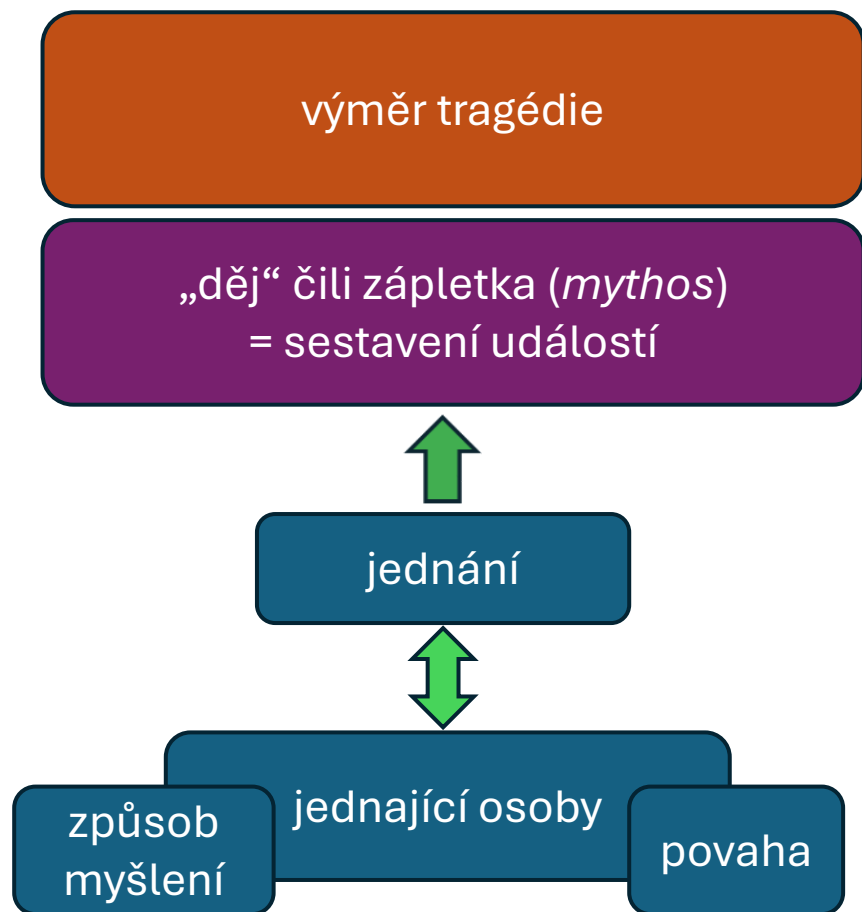 výměr tragédie
„děj“ čili zápletka (mythos)
= sestavení událostí
jednání
jednající osoby
způsob
myšlení
povaha